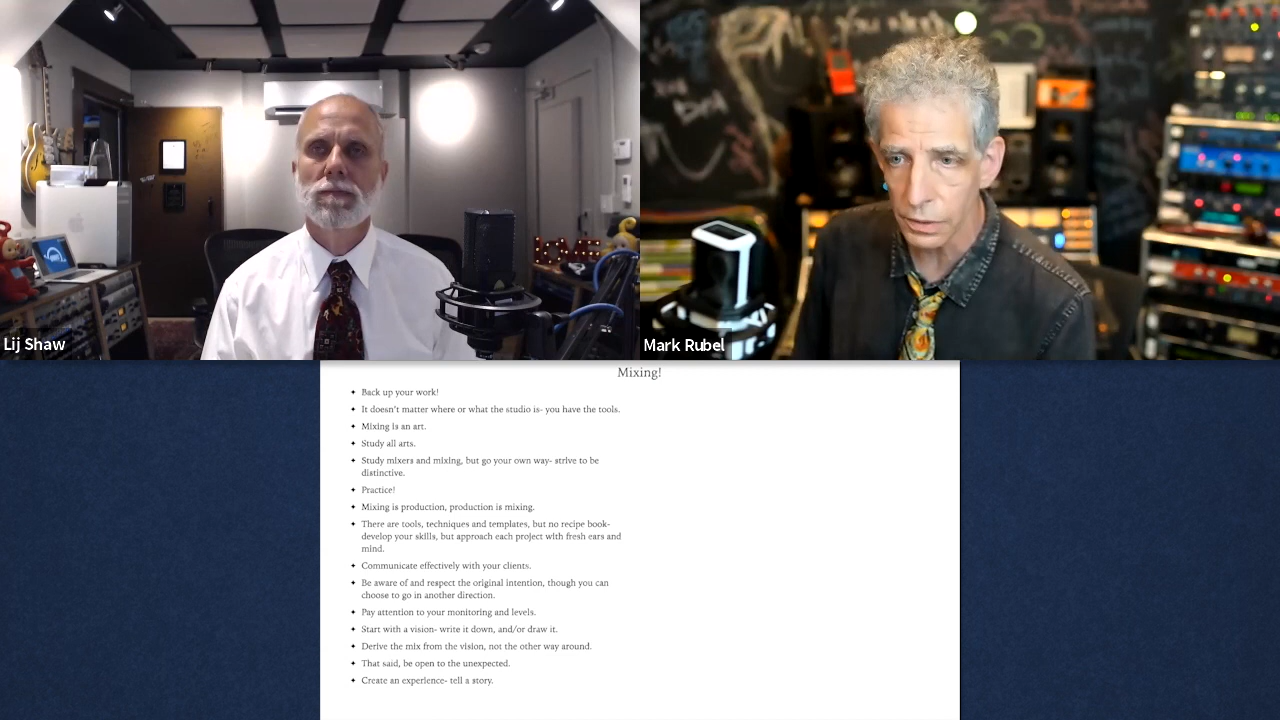 Lij Shaw
Mark Rubel
Mixing!
✦ Back up your work!
✦ It doesn't matter where or what the studio is- you have the tools.
✦ Mixing is an art.
✦ Study all arts.
✦ Study mixers and mixing, but go your own way- strive to be
distinctive.
✦ Practice!
✦ Mixing is production, production is mixing.
✦ There are tools, techniques and templates, but no recipe book-
develop your skills, but approach each project with fresh ears and
mind.
✦ Communicate effectively with your clients.
✦ Be aware of and respect the original intention, though you can
choose to go in another direction.
✦ Pay attention to your monitoring and levels.
✦ Start with a vision- write it down, and/or draw it.
✦ Derive the mix from the vision, not the other way around.
✦ That said, be open to the unexpected.
✦ Create an experience- tell a story.